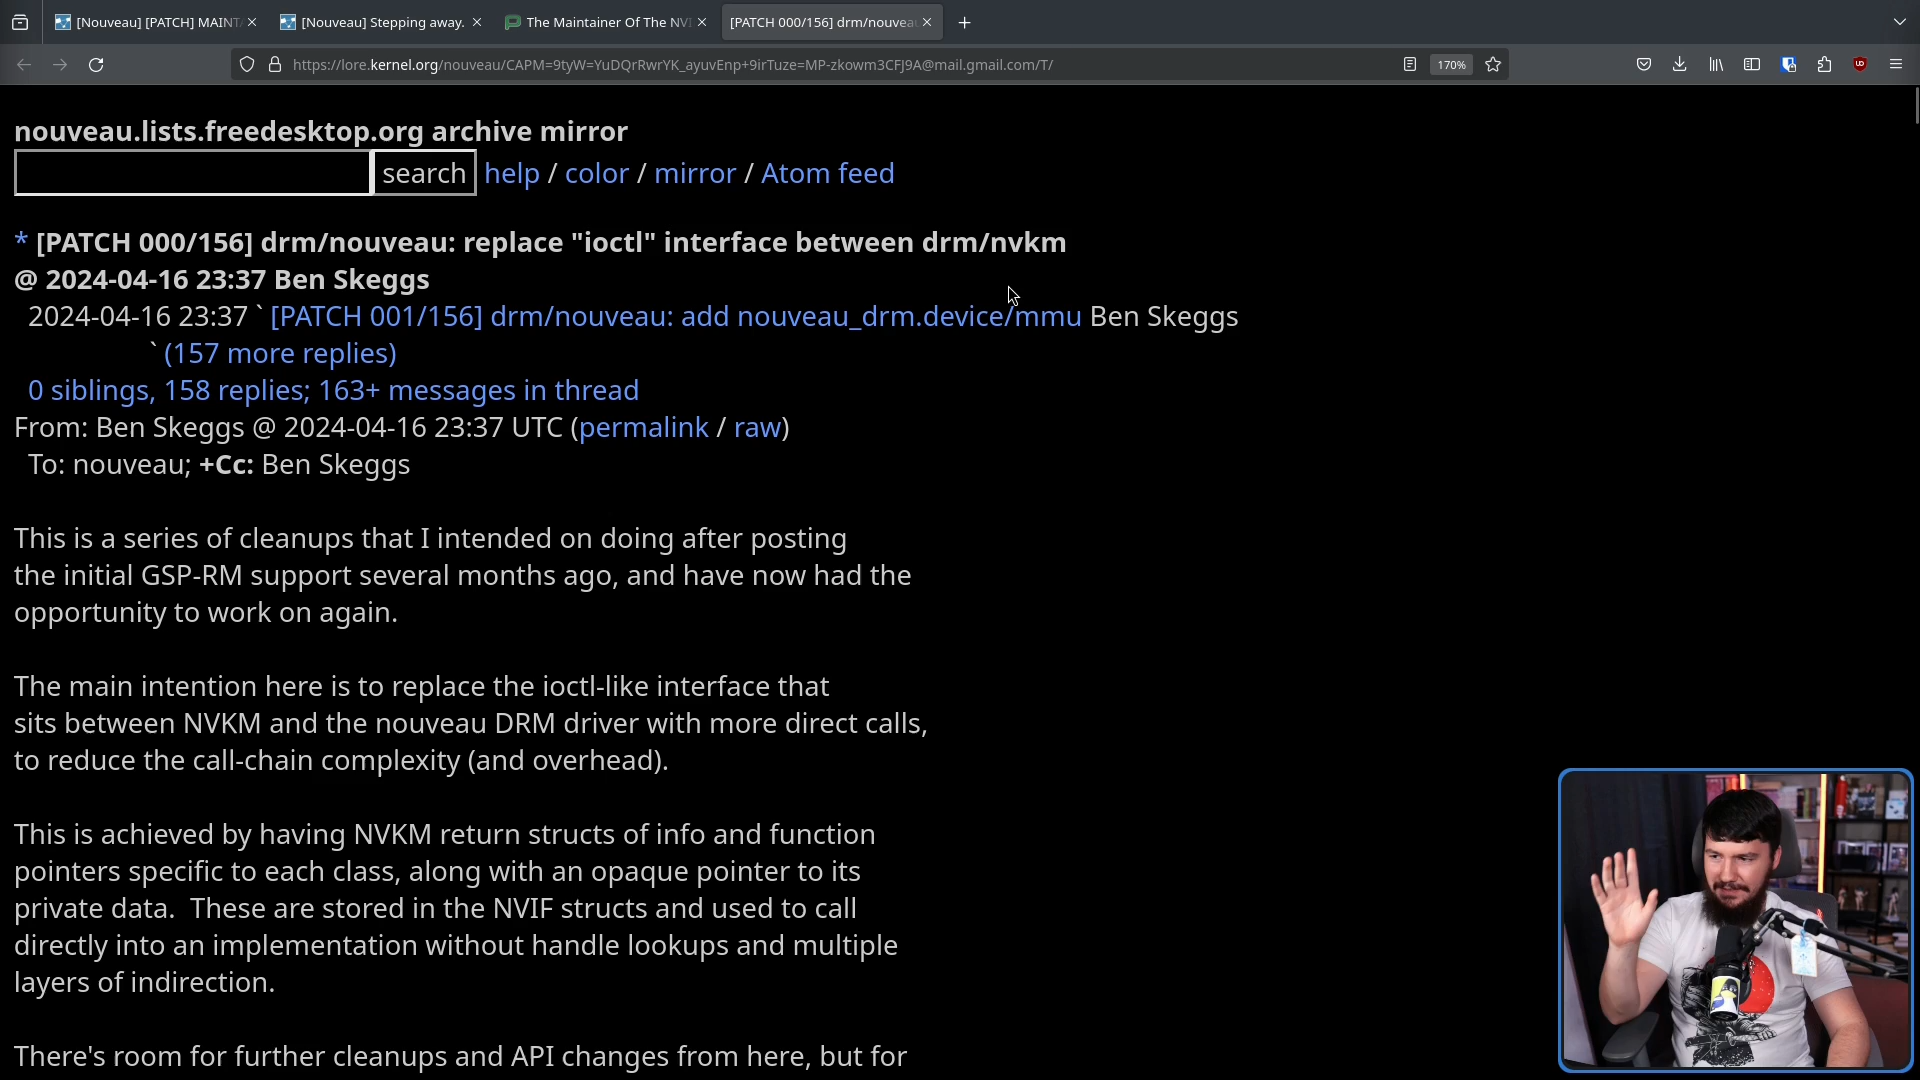 [Nouveau] [PATCH] MAINTA
[Nouveau] Stepping away.
The Maintainer Of The NVI
[PATCH 000/156] drm/nouveau
https://lore.kernel.org/nouveau/CAPM=9tyW=YuDQrRwrYK_ayuvEnp+9irTuze=MP-zkowm3CFJ9A@mail.gmail.com/T/
170%
nouveau.lists.freedesktop.org archive mirror
search help / color / mirror / Atom feed
* [PATCH 000/156] drm/nouveau: replace "ioctl" interface between drm/nvkm
@ 2024-04-16 23:37 Ben Skeggs
2024-04-16 23:37 ` [PATCH 001/156] drm/nouveau: add nouveau_drm.device/mmu Ben Skeggs
` (157 more replies)
0 siblings, 158 replies; 163+ messages in thread
From: Ben Skeggs @ 2024-04-16 23:37 UTC (permalink / raw)
To: nouveau; +Cc: Ben Skeggs
This is a series of cleanups that I intended on doing after posting
the initial GSP-RM support several months ago, and have now had the
opportunity to work on again.
The main intention here is to replace the ioctl-like interface that
sits between NVKM and the nouveau DRM driver with more direct calls,
to reduce the call-chain complexity (and overhead).
This is achieved by having NVKM return structs of info and function
pointers specific to each class, along with an opaque pointer to its
private data.  These are stored in the NVIF structs and used to call
directly into an implementation without handle lookups and multiple
layers of indirection.
There's room for further cleanups and API changes from here, but for